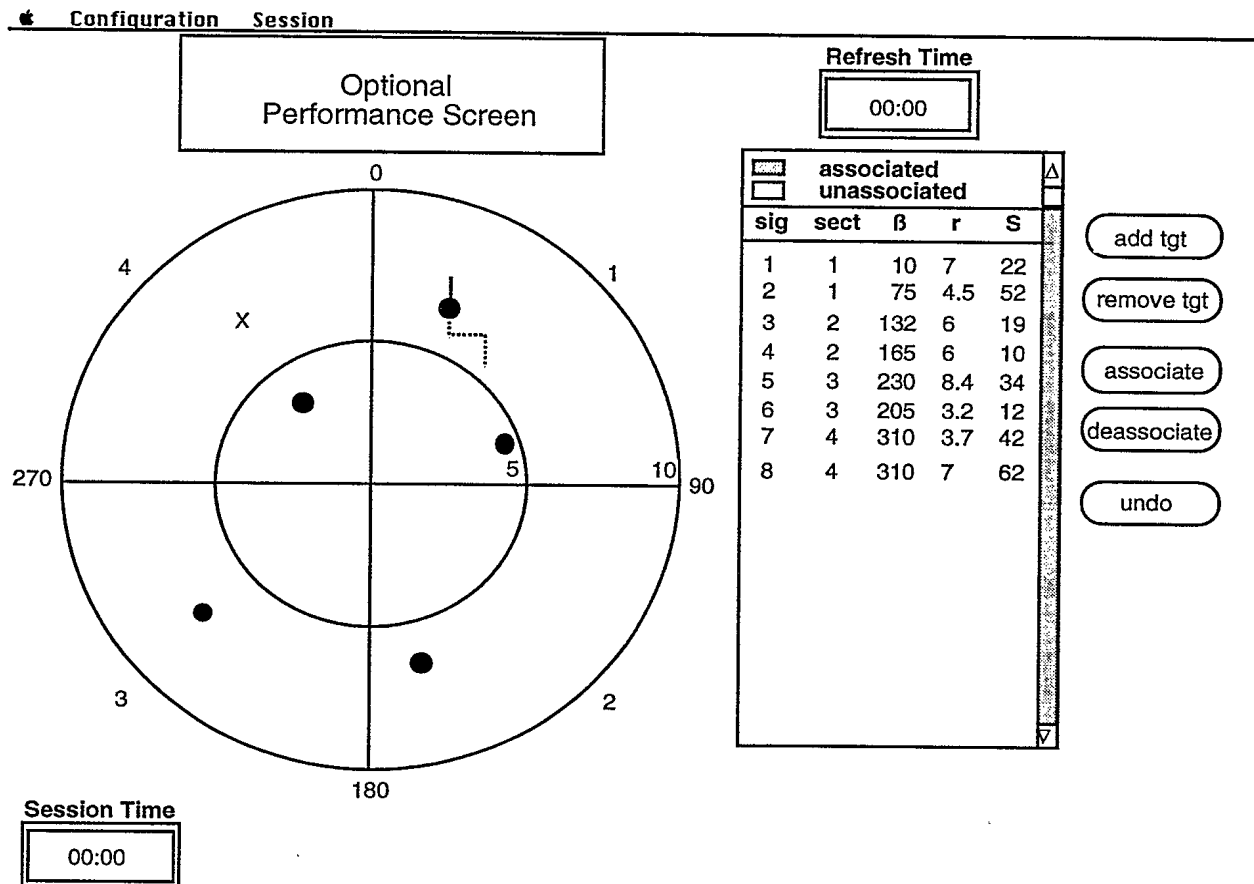 Configuration Session
Optional
Performance Screen
Refresh Time
00:00
0
4
1
X
5
10
270
90
3
2
180
associated
unassociated
sig sect ß r S
1 1 10 7 22
2 1 75 4.5 52
3 2 132 6 19
4 2 165 6 10
5 3 230 8.4 34
6 3 205 3.2 12
7 4 310 3.7 42
8 4 310 7 62
add tgt
remove tgt
associate
deassociate
undo
Session Time
00:00